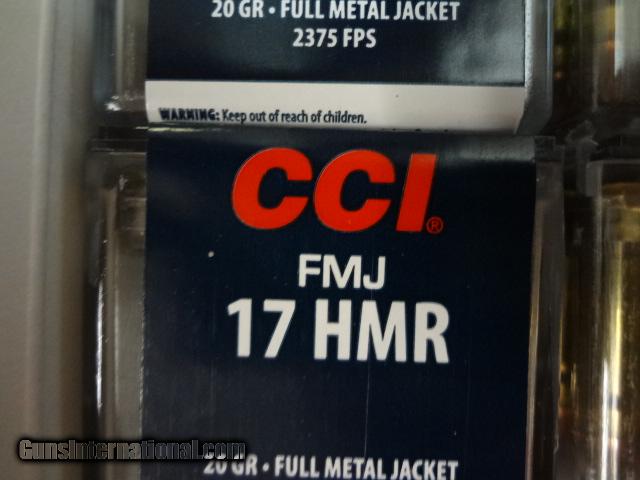 20 GR • FULL METAL JACKET
2375 FPS
WARNING: Keep out of reach of children.
CCI®
FMJ
17 HMR
20 GR • FULL METAL JACKET
GunsInternational.com